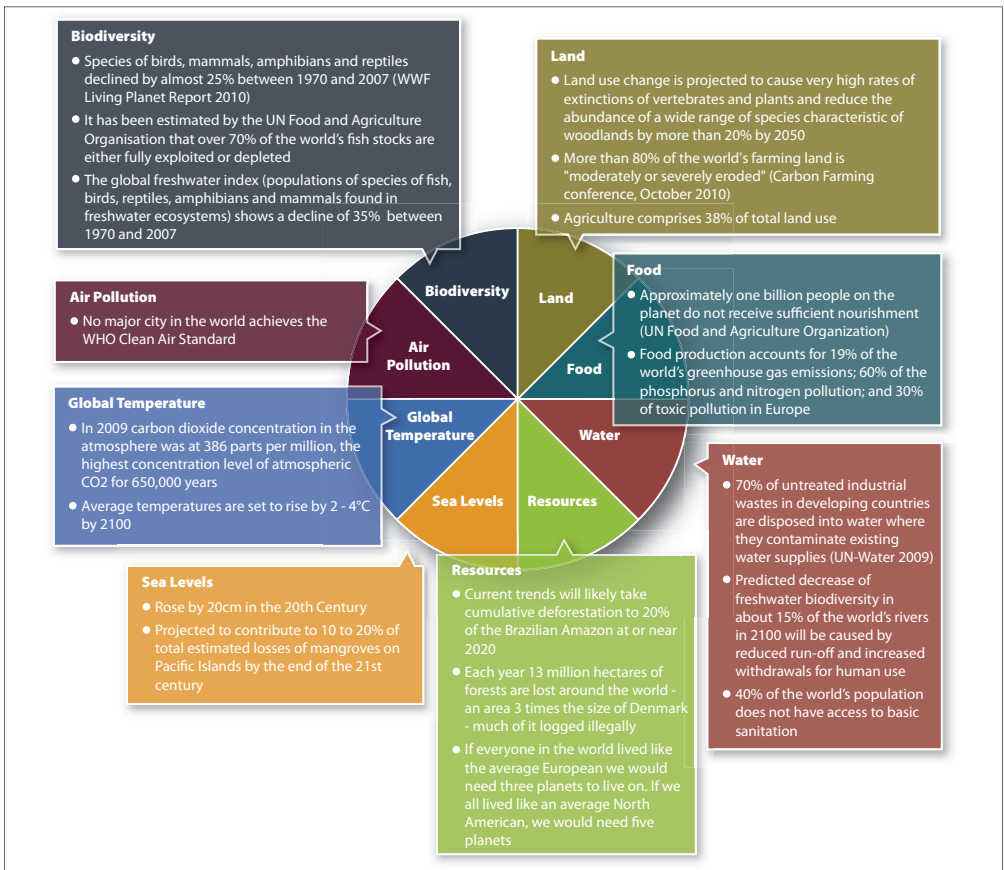 Biodiversity
● Species of birds, mammals, amphibians and reptiles
declined by almost 25% between 1970 and 2007 (WWF
Living Planet Report 2010)
● It has been estimated by the UN Food and Agriculture
Organisation that over 70% of the world's fish stocks are
either fully exploited or depleted
● The global freshwater index (populations of species of fish,
birds, reptiles, amphibians and mammals found in
freshwater ecosystems) shows a decline of 35% between
1970 and 2007
Land
● Land use change is projected to cause very high rates of
extinctions of vertebrates and plants and reduce the
abundance of a wide range of species characteristic of
woodlands by more than 20% by 2050
● More than 80% of the world's farming land is
"moderately or severely eroded" (Carbon Farming
conference, October 2010)
● Agriculture comprises 38% of total land use
Air Pollution
● No major city in the world achieves the
WHO Clean Air Standard
Food
● Approximately one billion people on the
planet do not receive sufficient nourishment
(UN Food and Agriculture Organization)
● Food production accounts for 19% of the
world's greenhouse gas emissions; 60% of the
phosphorus and nitrogen pollution; and 30%
of toxic pollution in Europe
Biodiversity
Land
Air
Pollution
Food
Global
Temperature
Water
Sea Levels
Resources
Global Temperature
● In 2009 carbon dioxide concentration in the
atmosphere was at 386 parts per million, the
highest concentration level of atmospheric
CO2 for 650,000 years
● Average temperatures are set to rise by 2 - 4°C
by 2100
Water
● 70% of untreated industrial
wastes in developing countries
are disposed into water where
they contaminate existing
water supplies (UN-Water 2009)
● Predicted decrease of
freshwater biodiversity in
about 15% of the world's rivers
in 2100 will be caused by
reduced run-off and increased
withdrawals for human use
● 40% of the world's population
does not have access to basic
sanitation
Sea Levels
● Rose by 20cm in the 20th Century
● Projected to contribute to 10 to 20% of
total estimated losses of mangroves on
Pacific Islands by the end of the 21st
century
Resources
● Current trends will likely take
cumulative deforestation to 20%
of the Brazilian Amazon at or near
2020
● Each year 13 million hectares of
forests are lost around the world -
an area 3 times the size of Denmark
- much of it logged illegally
● If everyone in the world lived like
the average European we would
need three planets to live on. If we
all lived like an average North
American, we would need five
planets